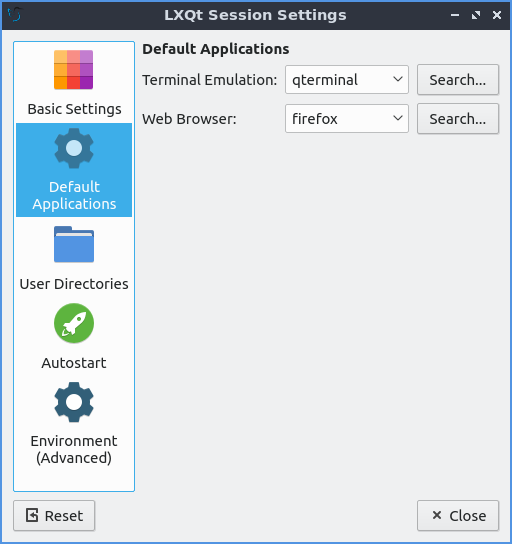 LXQt Session Settings
Basic Settings
Default
Applications
User Directories
Autostart
Environment
(Advanced)
Default Applications
Terminal Emulation: qterminal Search...
Web Browser: firefox Search...
Reset Close